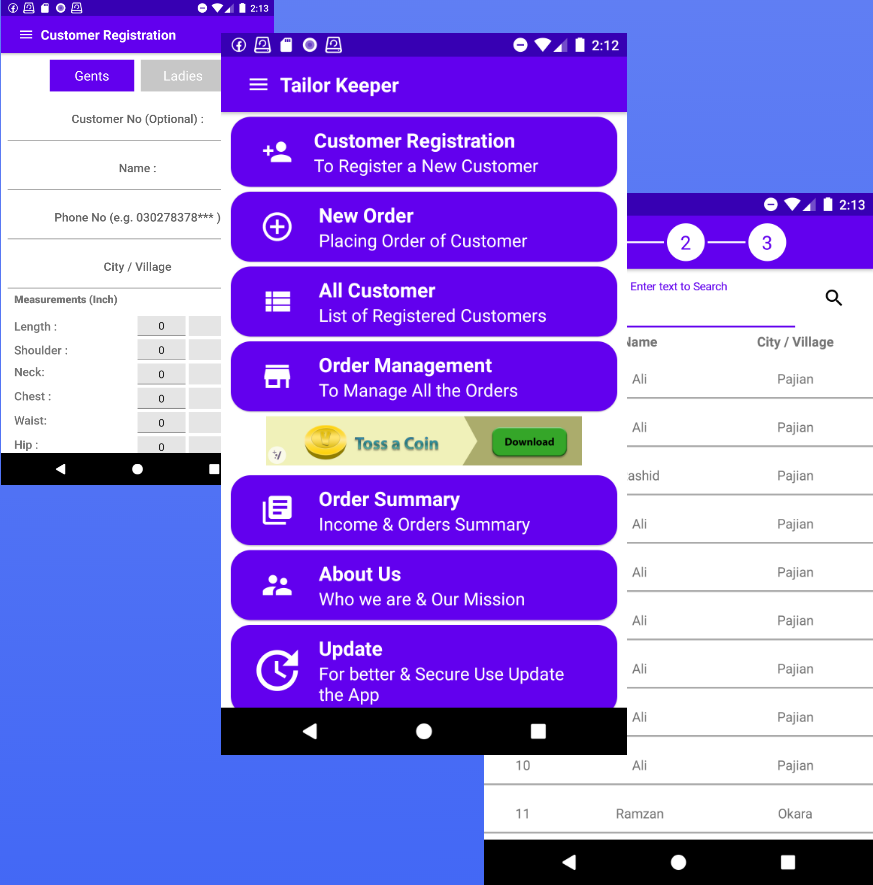 2:13
Customer Registration
Gents
Ladies
Customer No (Optional) :
Name :
Phone No (e.g. 030278378*** )
City / Village
Measurements (Inch)
Length :
0
Shoulder :
0
Neck:
0
Chest :
0
Waist:
0
Hip :
0
2:12
Tailor Keeper
Customer Registration
To Register a New Customer
New Order
Placing Order of Customer
All Customer
List of Registered Customers
Order Management
To Manage All the Orders
Toss a Coin
Download
Order Summary
Income & Orders Summary
About Us
Who we are & Our Mission
Update
For better & Secure Use Update
the App
2:13
2
3
Enter text to Search
Name
City / Village
Ali
Pajian
Ali
Pajian
ashid
Pajian
Ali
Pajian
Ali
Pajian
Ali
Pajian
Ali
Pajian
Ali
Pajian
10
Ali
Pajian
11
Ramzan
Okara